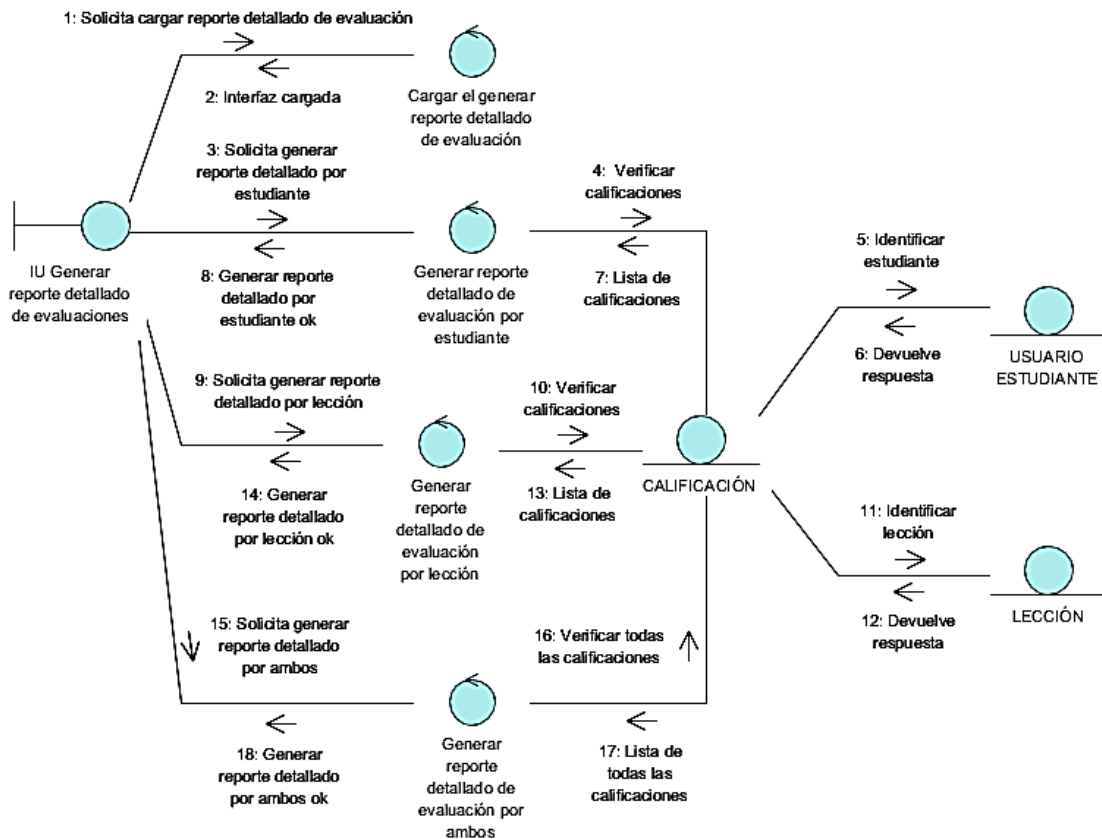 1: Solicita cargar reporte detallado de evaluación
2: Interfaz cargada
Cargar el generar
reporte detallado
de evaluación
3: Solicita generar
reporte detallado por
estudiante
4: Verificar
calificaciones
IU Generar
reporte detallado
de evaluaciones
8: Generar reporte
detallado por
estudiante ok
Generar reporte
detallado de
evaluación por
estudiante
7: Lista de
calificaciones
5: Identificar
estudiante
6: Devuelve
respuesta
USUARIO
ESTUDIANTE
9: Solicita generar reporte
detallado por lección
10: Verificar
calificaciones
14: Generar
reporte detallado
por lección ok
Generar
reporte
detallado de
evaluación
por lección
13: Lista de
calificaciones
CALIFICACIÓN
11: Identificar
lección
12: Devuelve
respuesta
LECCIÓN
15: Solicita generar
reporte detallado
por ambos
16: Verificar todas
las calificaciones
18: Generar
reporte detallado
por ambos ok
Generar
reporte
detallado de
evaluación por
ambos
17: Lista de
todas las
calificaciones